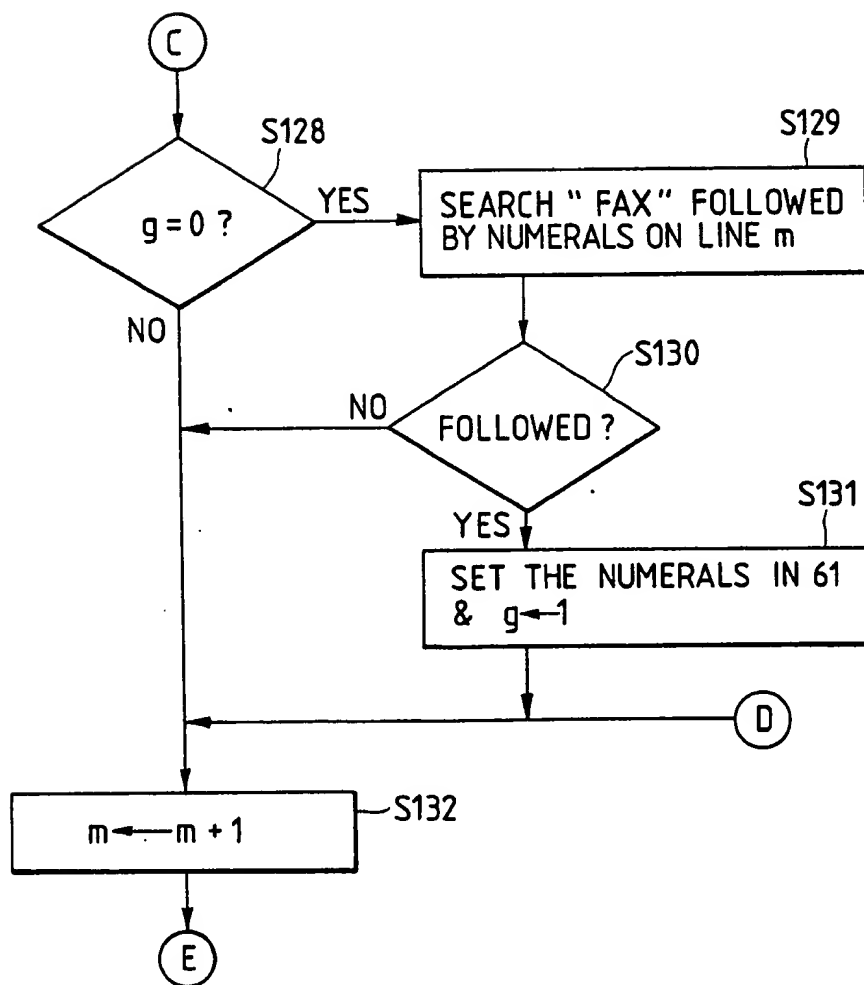 C
S128
g=0 ?
YES
NO
S129
SEARCH " FAX" FOLLOWED
BY NUMERALS ON LINE m
S130
NO
FOLLOWED ?
YES
S131
SET THE NUMERALS IN 61
& g←1
D
S132
m←m+1
E